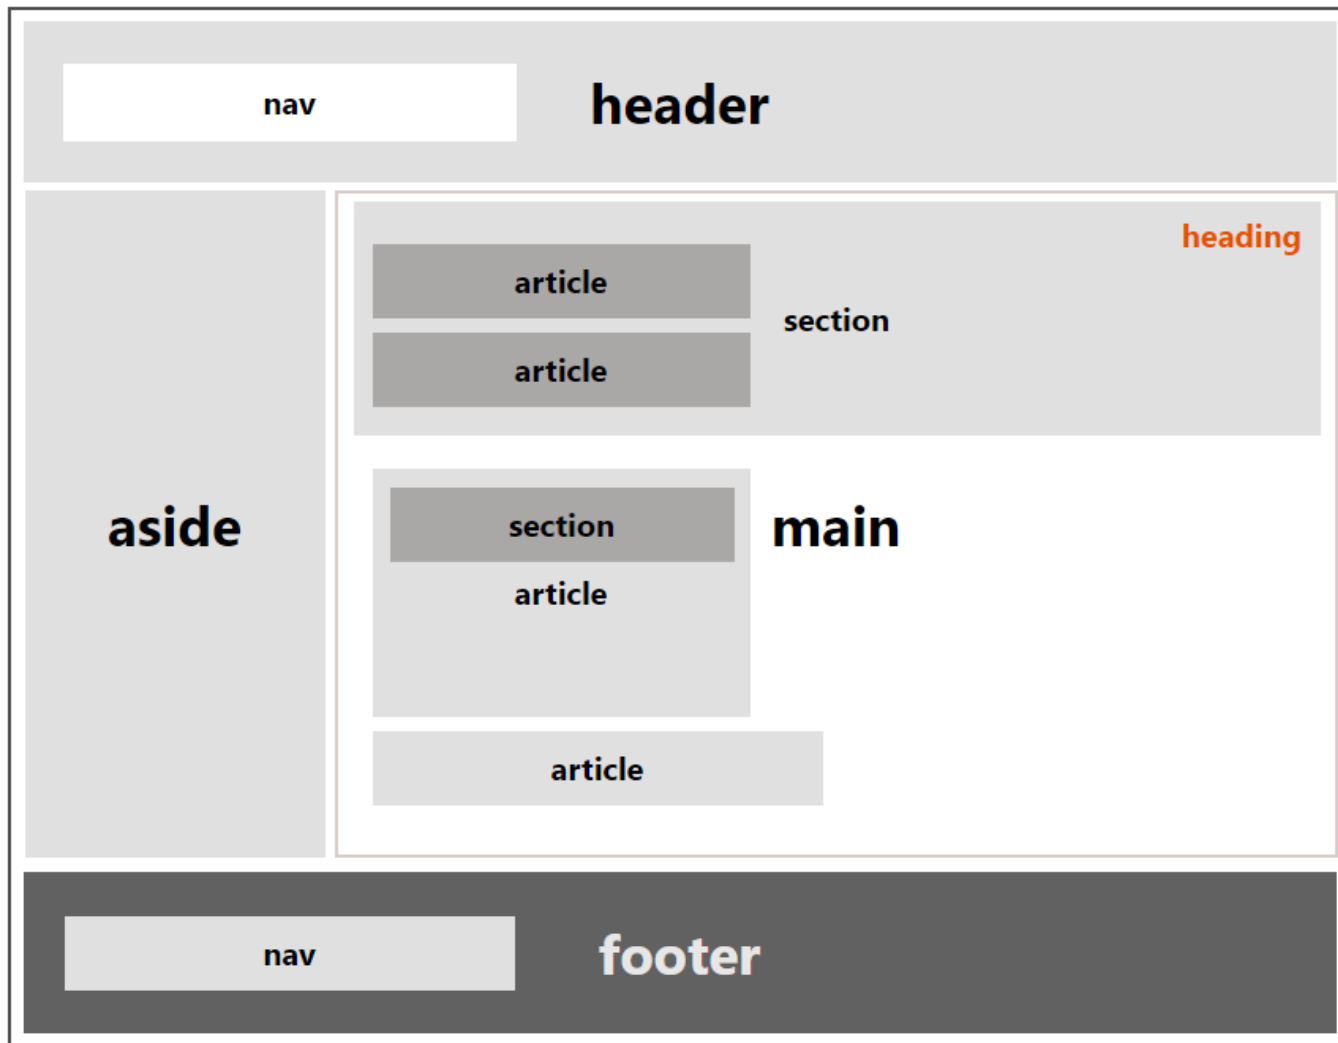 nav
header
heading
article
section
article
aside
section
main
article
article
nav
footer